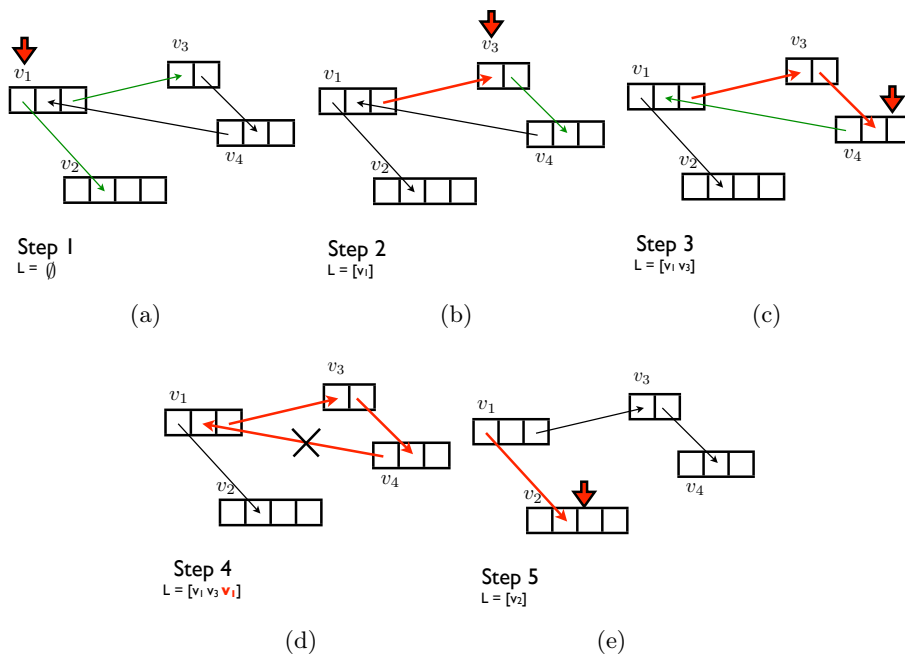 v₁
v₃
v₂
v₄
Step 1
L = ∅
(a)
v₁
v₃
v₂
v₄
Step 2
L = [v₁]
(b)
v₁
v₃
v₂
v₄
Step 3
L = [v₁ v₃]
(c)
v₁
v₃
v₂
v₄
Step 4
L = [v₁ v₃ v₁]
(d)
v₁
v₃
v₂
v₄
Step 5
L = [v₂]
(e)